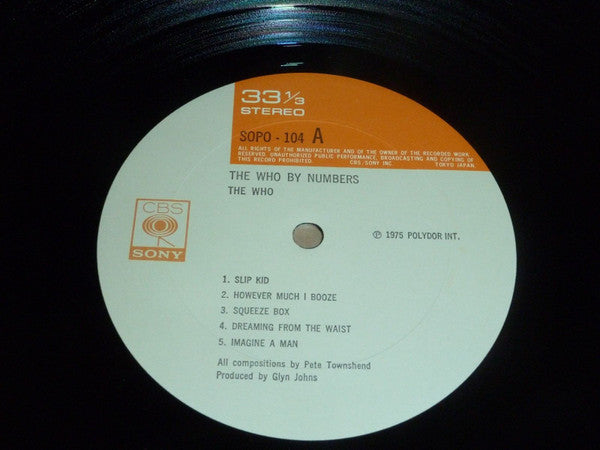 33 1/3
STEREO
SOPO - 104 A
ALL RIGHTS OF THE MANUFACTURER AND OF THE OWNER OF THE RECORDED WORK
RESERVED. UNAUTHORIZED PUBLIC PERFORMANCE, BROADCASTING AND COPYING OF
THIS RECORD PROHIBITED. CBS/SONY INC. TOKYO JAPAN
THE WHO BY NUMBERS
THE WHO
CBS
SONY
℗ 1975 POLYDOR INT.
1. SLIP KID
2. HOWEVER MUCH I BOOZE
3. SQUEEZE BOX
4. DREAMING FROM THE WAIST
5. IMAGINE A MAN
All compositions by Pete Townshend
Produced by Glyn Johns